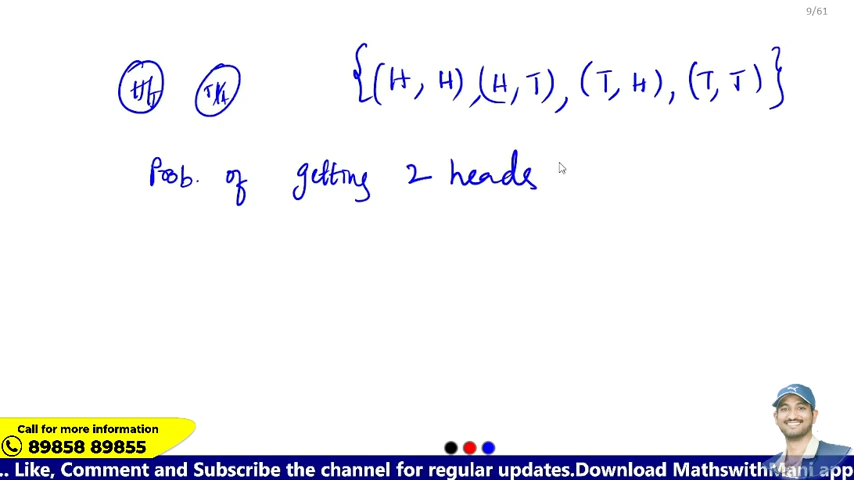 9/61
H/T T/H {(H, H), (H, T), (T, H), (T, T)}
Prob. of getting 2 heads
Call for more information
89858 89855
.. Like, Comment and Subscribe the channel for regular updates.Download MathswithMani app